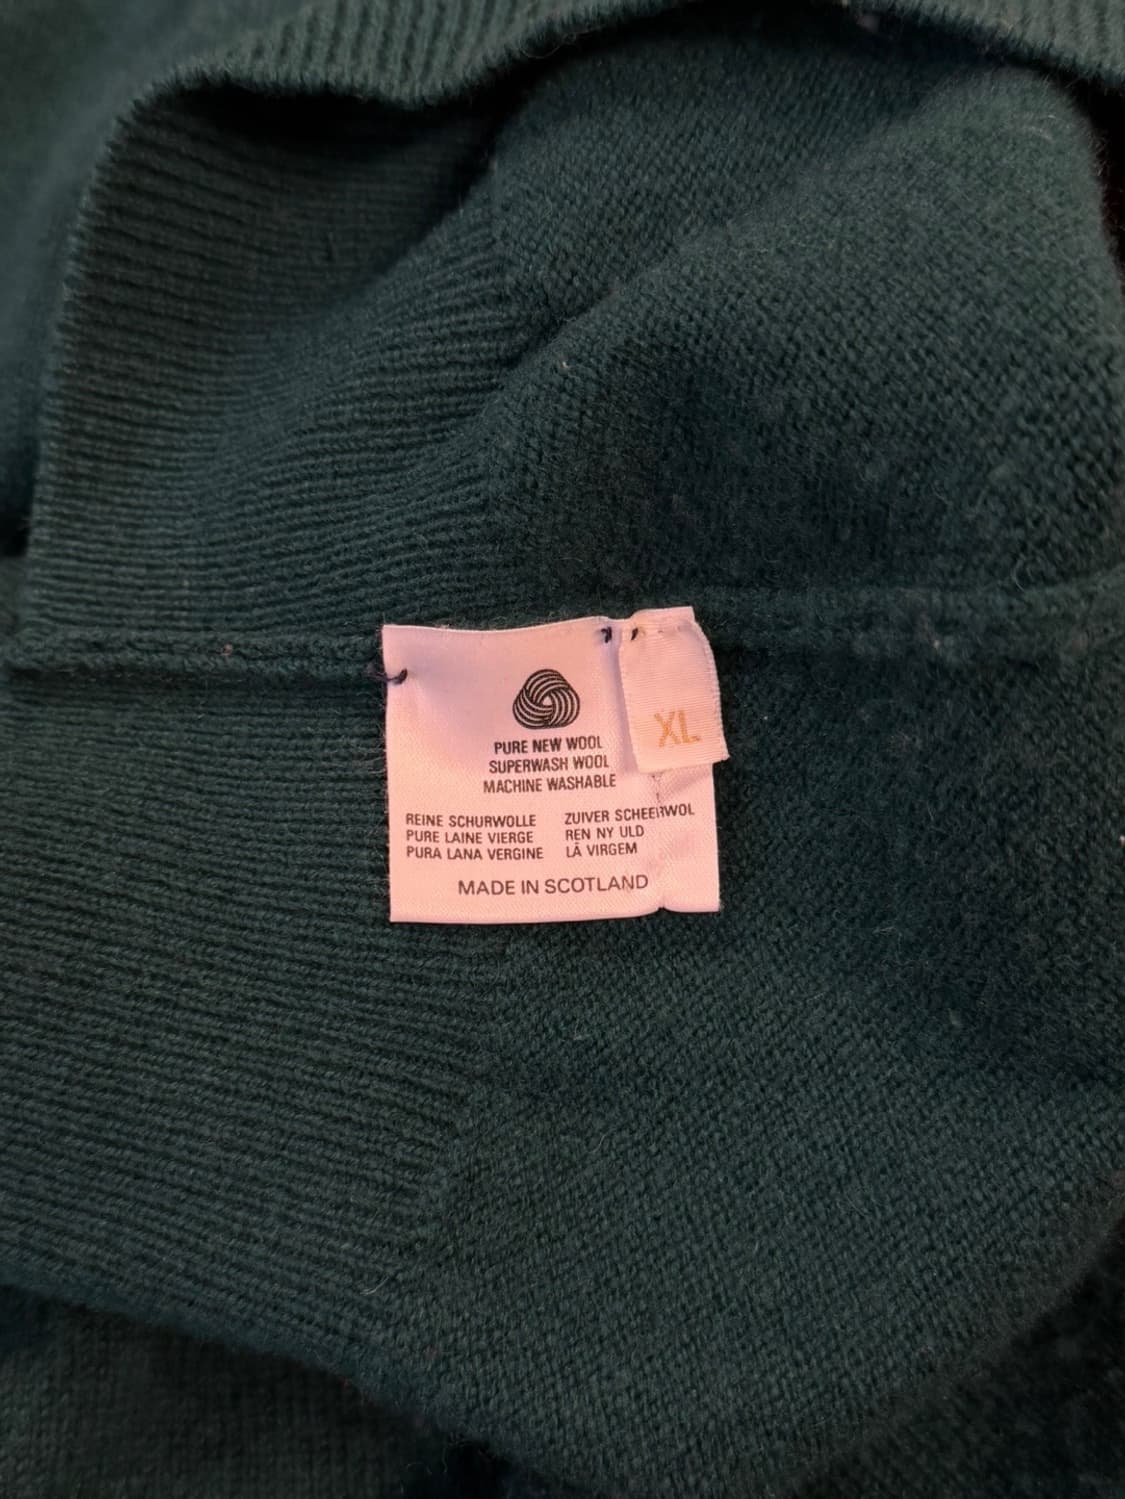 PURE NEW WOOL
SUPERWASH WOOL
MACHINE WASHABLE
XL
REINE SCHURWOLLE
PURE LAINE VIERGE
PURA LANA VERGINE
ZUIVER SCHEERWOL
REN NY ULD
LÃ VIRGEM
MADE IN SCOTLAND